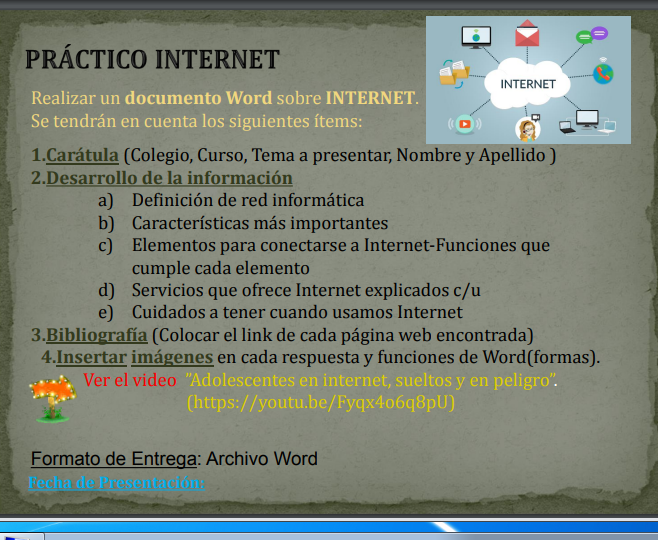 PRÁCTICO INTERNET
INTERNET
Realizar un documento Word sobre INTERNET.
Se tendrán en cuenta los siguientes ítems:
1.Carátula (Colegio, Curso, Tema a presentar, Nombre y Apellido )
2.Desarrollo de la información
a) Definición de red informática
b) Características más importantes
c) Elementos para conectarse a Internet-Funciones que
cumple cada elemento
d) Servicios que ofrece Internet explicados c/u
e) Cuidados a tener cuando usamos Internet
3.Bibliografía (Colocar el link de cada página web encontrada)
4.Insertar imágenes en cada respuesta y funciones de Word(formas).
Ver el video "Adolescentes en internet, sueltos y en peligro".
(https://youtu.be/Fyqx4o6q8pU)
Formato de Entrega: Archivo Word
Fecha de Presentación: